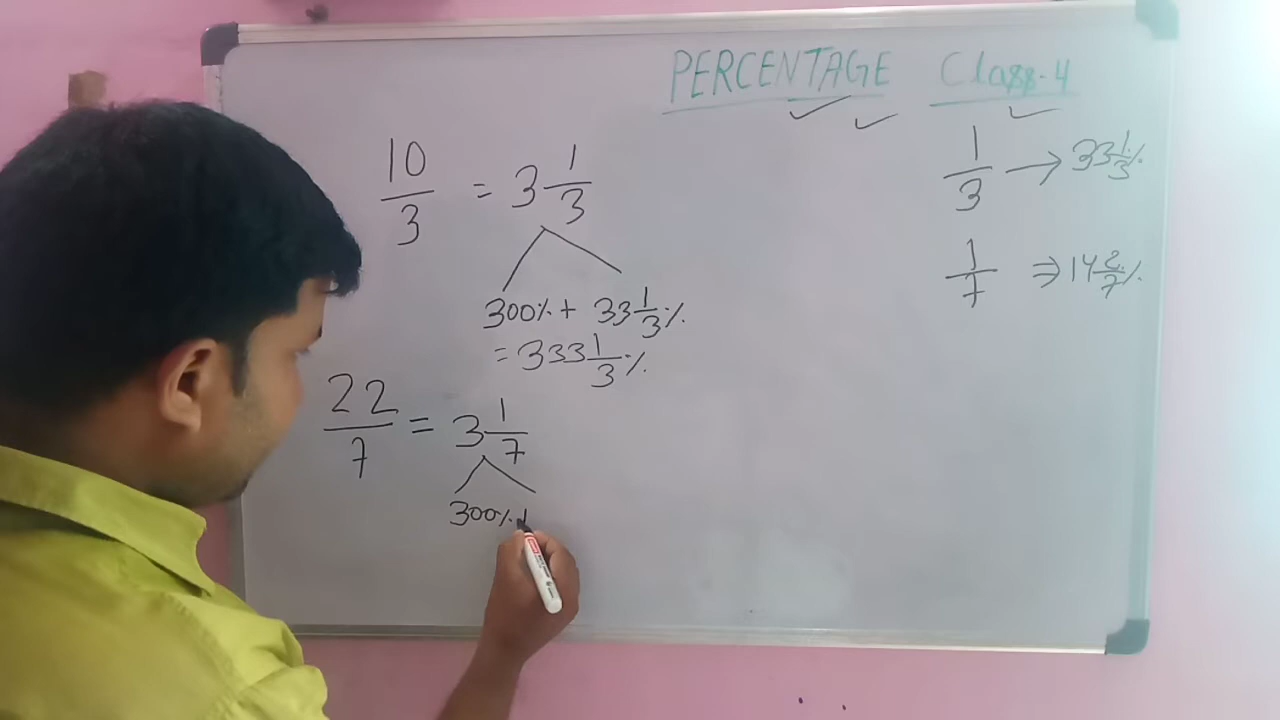 PERCENTAGE Class-4
10/3 = 3 1/3
300% + 33 1/3 %
= 333 1/3 %
22/7 = 3 1/7
300% +
1/3 → 33 1/3 %
1/7 ⇒ 14 2/7 %